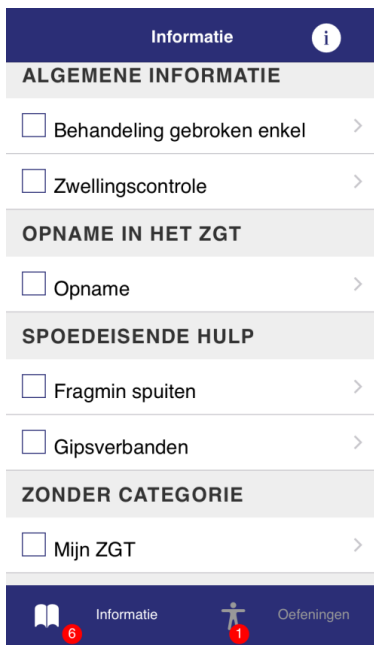 Informatie
i
ALGEMENE INFORMATIE
Behandeling gebroken enkel
Zwellingscontrole
OPNAME IN HET ZGT
Opname
SPOEDEISENDE HULP
Fragmin spuiten
Gipsverbanden
ZONDER CATEGORIE
Mijn ZGT
6 Informatie 1 Oefeningen